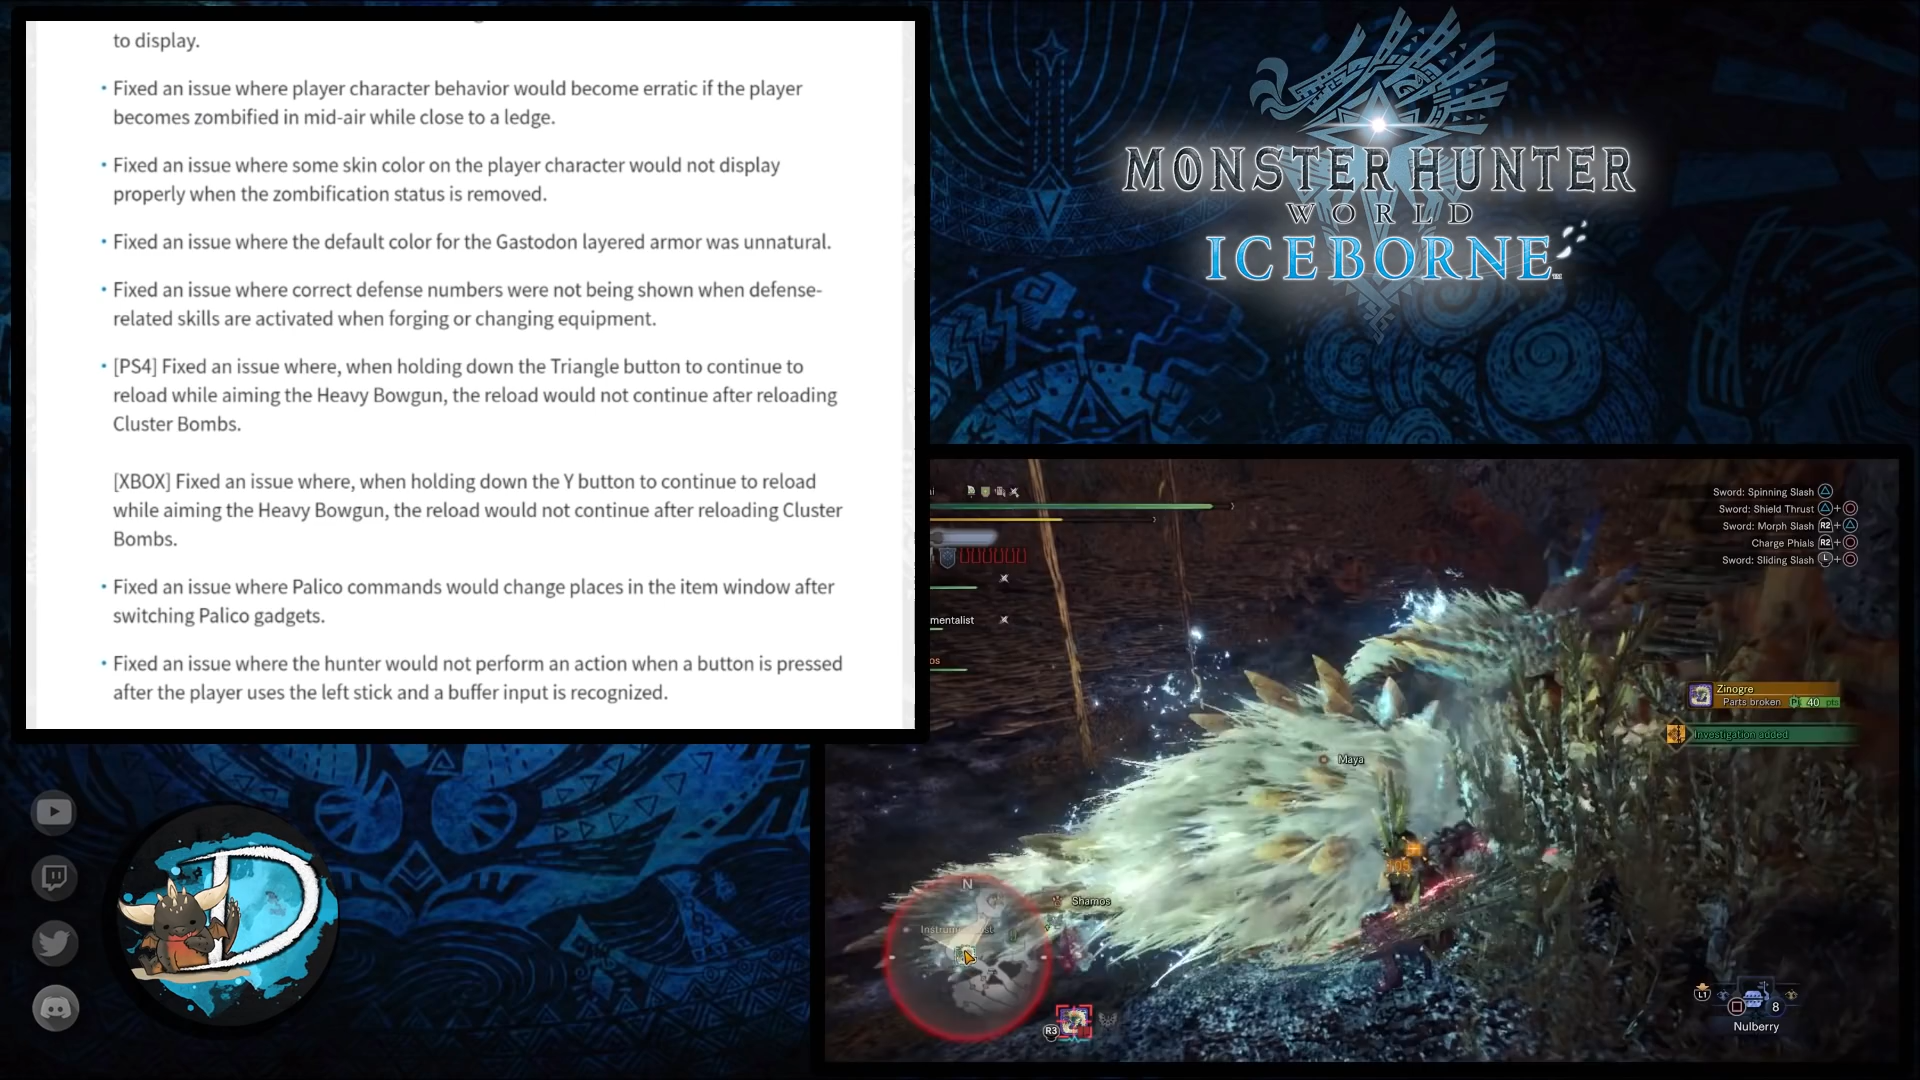 to display.
• Fixed an issue where player character behavior would become erratic if the player
becomes zombified in mid-air while close to a ledge.
• Fixed an issue where some skin color on the player character would not display
properly when the zombification status is removed.
• Fixed an issue where the default color for the Gastodon layered armor was unnatural.
• Fixed an issue where correct defense numbers were not being shown when defense-
related skills are activated when forging or changing equipment.
• [PS4] Fixed an issue where, when holding down the Triangle button to continue to
reload while aiming the Heavy Bowgun, the reload would not continue after reloading
Cluster Bombs.
[XBOX] Fixed an issue where, when holding down the Y button to continue to reload
while aiming the Heavy Bowgun, the reload would not continue after reloading Cluster
Bombs.
• Fixed an issue where Palico commands would change places in the item window after
switching Palico gadgets.
• Fixed an issue where the hunter would not perform an action when a button is pressed
after the player uses the left stick and a buffer input is recognized.
MONSTER HUNTER
WORLD
ICEBORNE™
Sword: Spinning Slash
Sword: Shield Thrust +
Sword: Morph Slash R2 +
Charge Phials R2 +
Sword: Sliding Slash L +
mentalist
os
Zinogre
Parts broken P 40 pts
Investigation added
Maya
Shamos
N
R3
L1
8
Nulberry
D